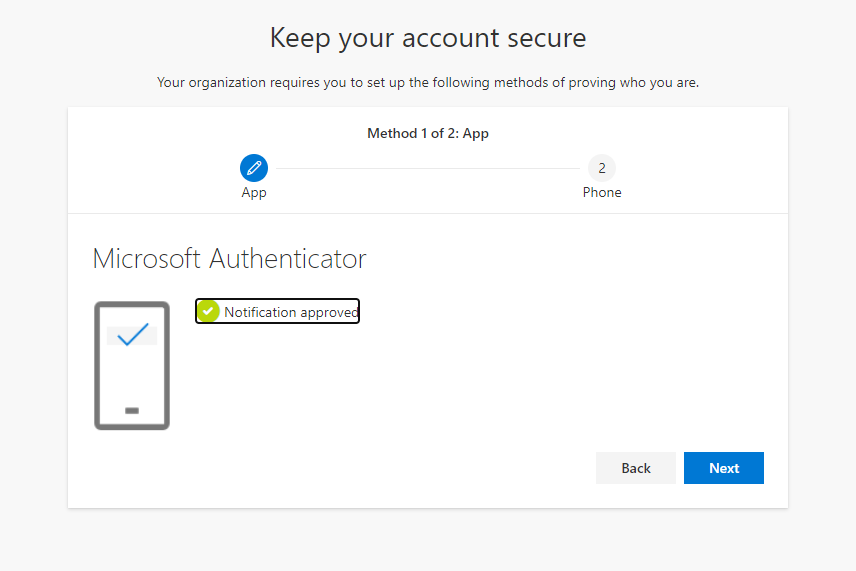 Keep your account secure
Your organization requires you to set up the following methods of proving who you are.
Method 1 of 2: App
2
App
Phone
Microsoft Authenticator
Notification approved
Back
Next